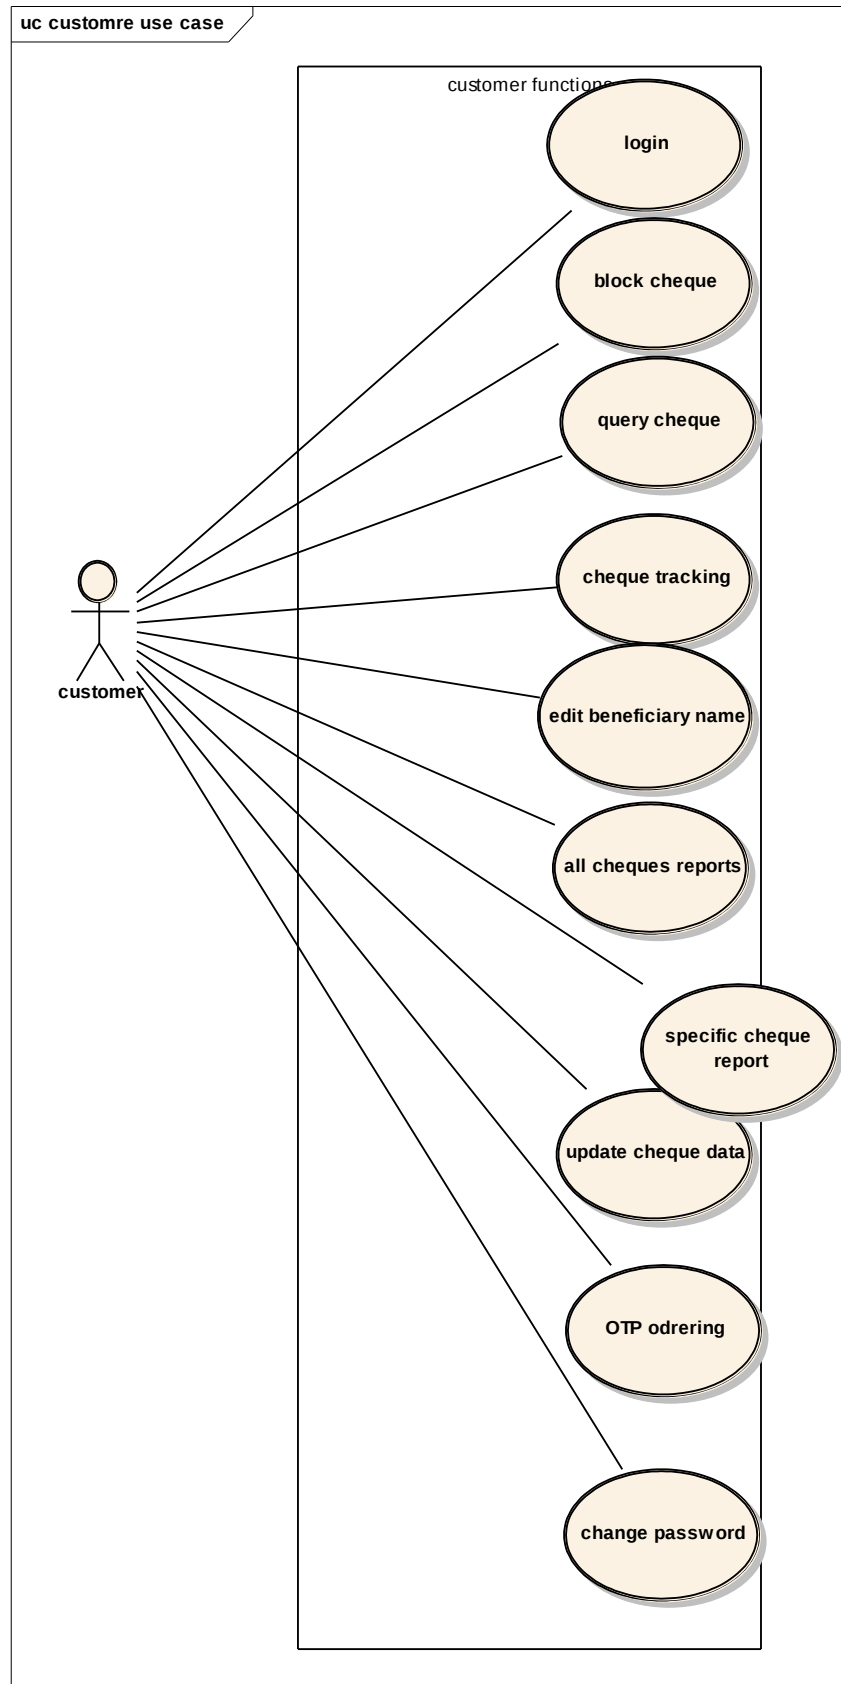 uc customre use case
customer functions
login
block cheque
query cheque
cheque tracking
customer
edit beneficiary name
all cheques reports
specific cheque
report
update cheque data
OTP odrering
change password